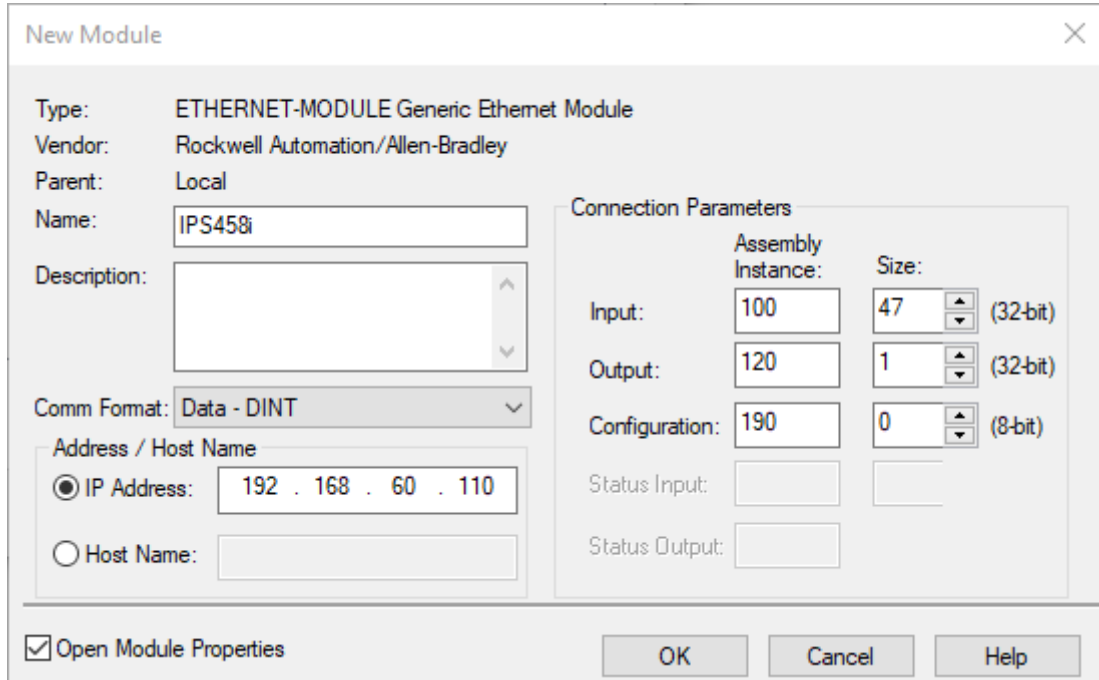 New Module
Type: ETHERNET-MODULE Generic Ethernet Module
Vendor: Rockwell Automation/Allen-Bradley
Parent: Local
Name: IPS458i
Description:
Comm Format: Data - DINT
Address / Host Name
IP Address: 192 . 168 . 60 . 110
Host Name:
Connection Parameters
Assembly
Instance: Size:
Input: 100 47 (32-bit)
Output: 120 1 (32-bit)
Configuration: 190 0 (8-bit)
Status Input:
Status Output:
Open Module Properties
OK Cancel Help